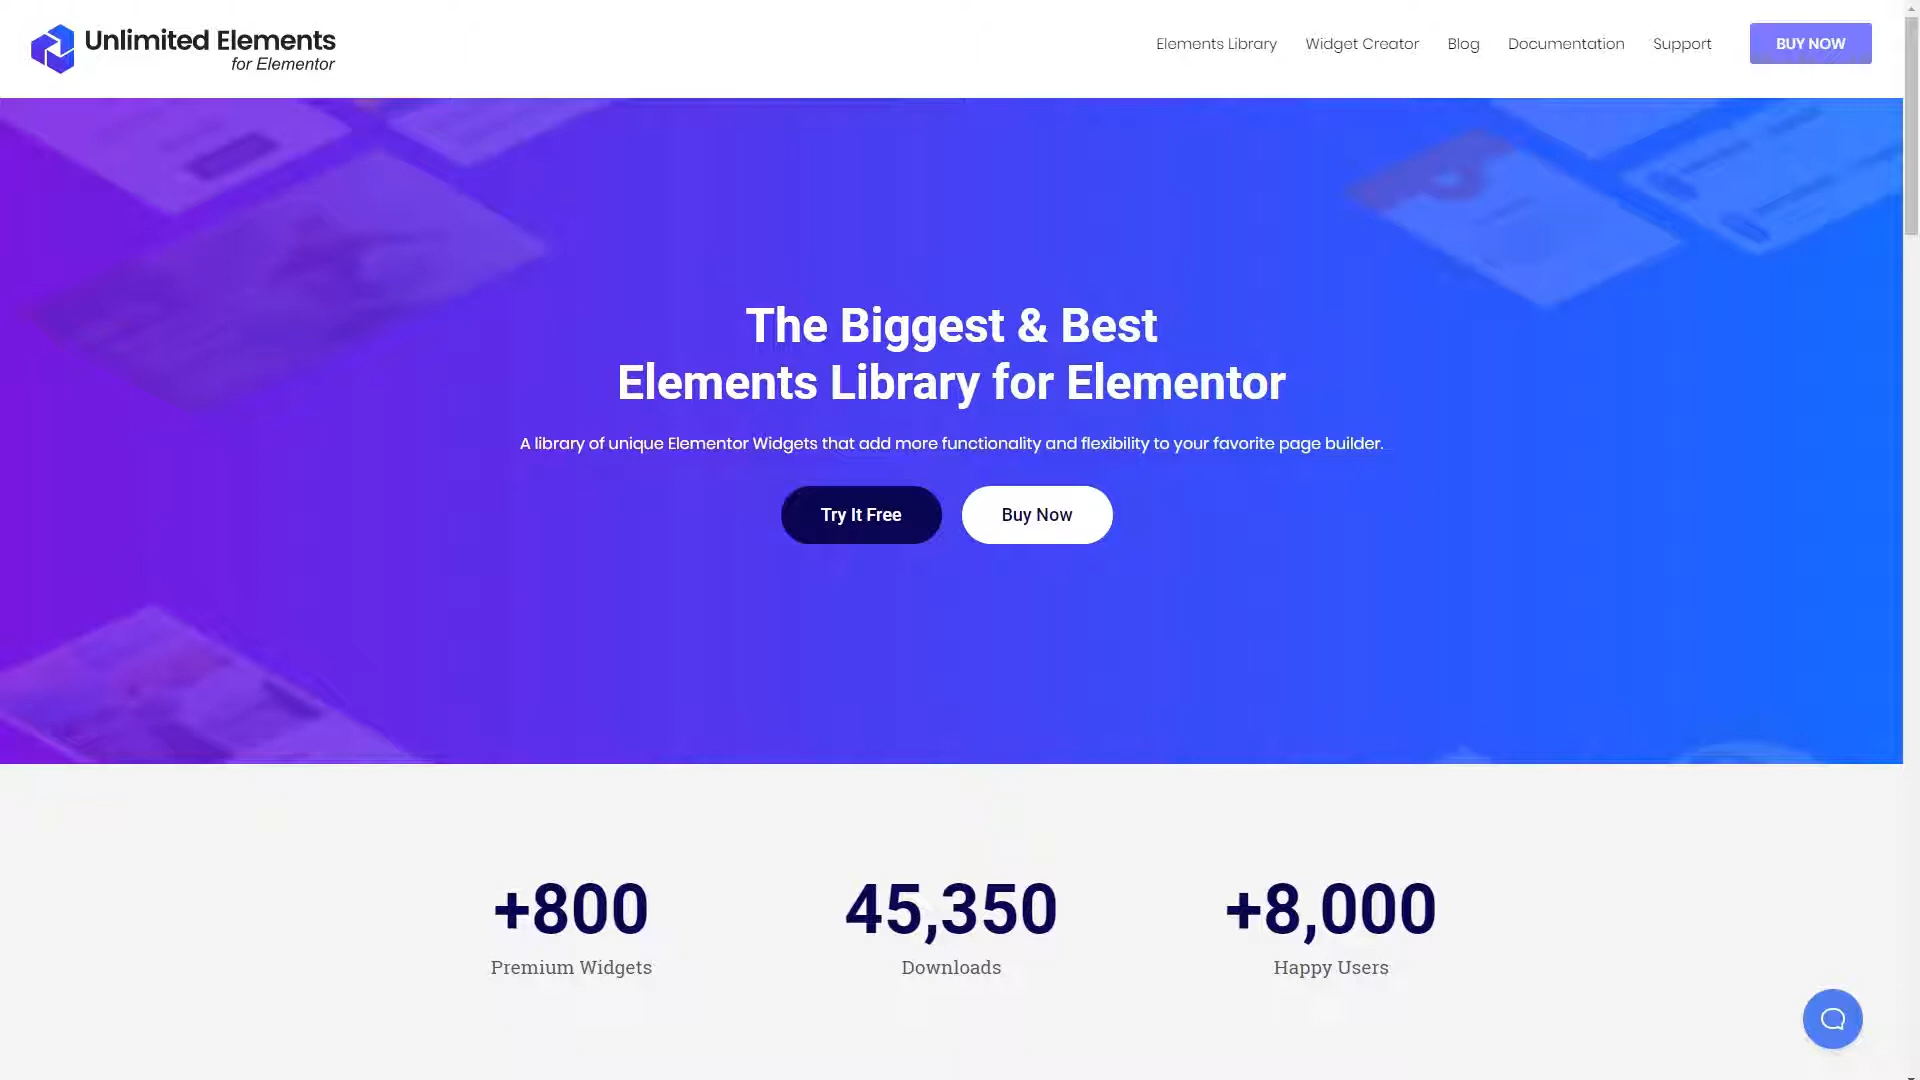 Unlimited Elements
for Elementor
Elements Library
Widget Creator
Blog
Documentation
Support
BUY NOW
The Biggest & Best
Elements Library for Elementor
A library of unique Elementor Widgets that add more functionality and flexibility to your favorite page builder.
Try It Free
Buy Now
+800
Premium Widgets
45,350
Downloads
+8,000
Happy Users